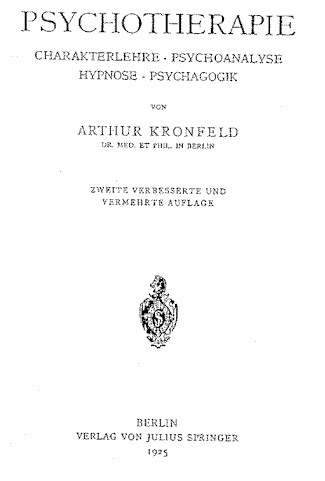 PSYCHOTHERAPIE
CHARAKTERLEHRE · PSYCHOANALYSE
HYPNOSE · PSYCHAGOGIK
VON
ARTHUR KRONFELD
DR. MED. ET PHIL. IN BERLIN
ZWEITE VERBESSERTE UND
VERMEHRTE AUFLAGE
BERLIN
VERLAG VON JULIUS SPRINGER
1925